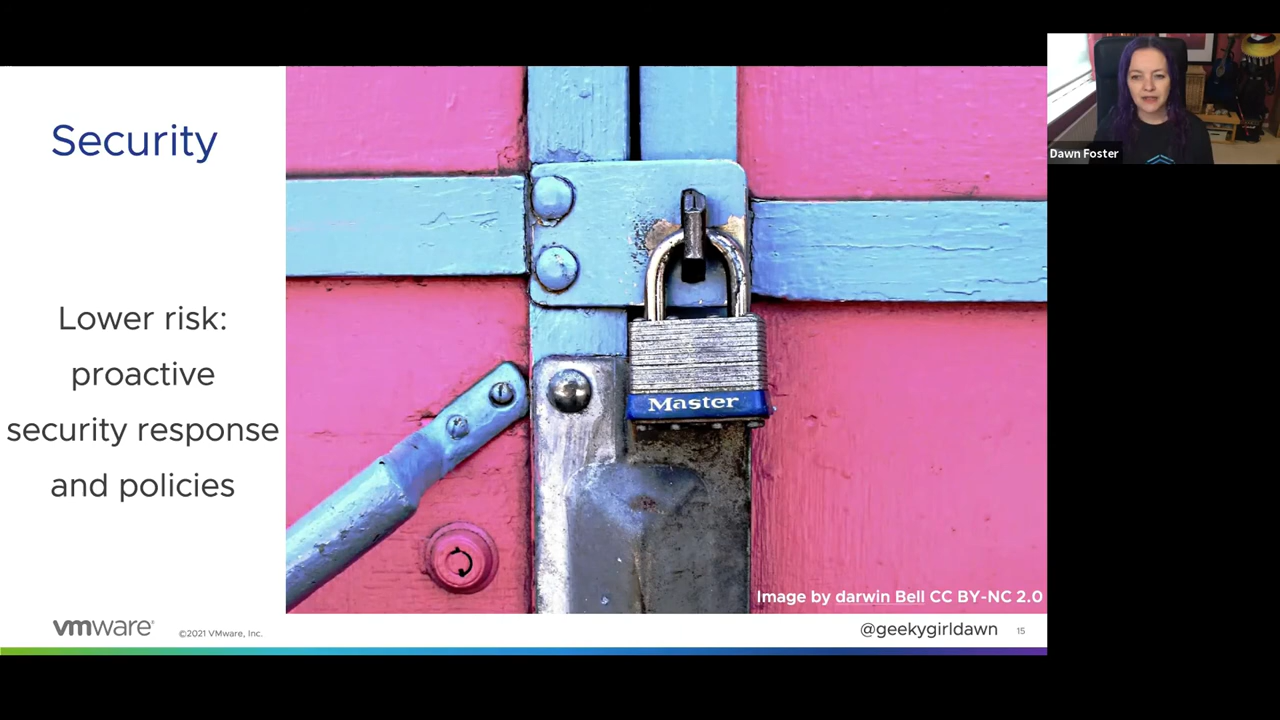 Security
Lower risk:
proactive
security response
and policies
Master
Image by darwin Bell CC BY-NC 2.0
vmware®
©2021 VMware, Inc.
@geekygirldawn
15
Dawn Foster